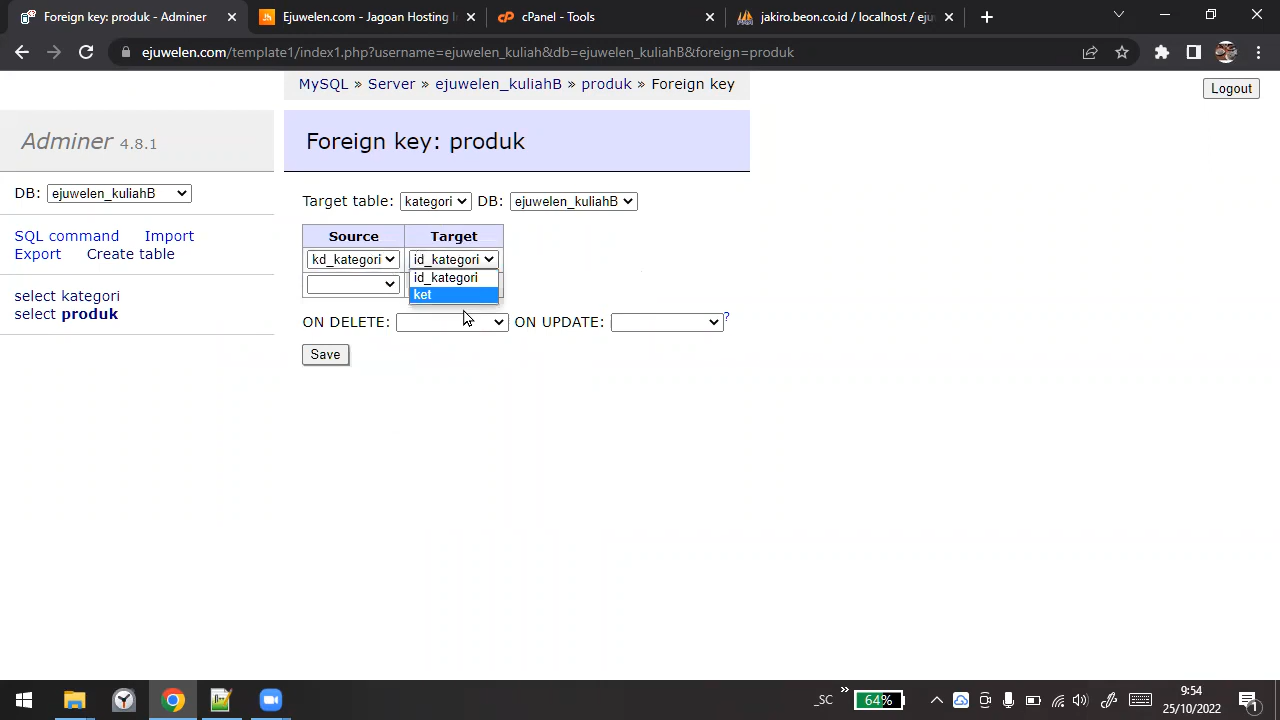 Foreign key: produk - Adminer
Ejuwelen.com - Jagoan Hosting I
cPanel - Tools
jakiro.beon.co.id / localhost / eju
ejuwelen.com/template1/index1.php?username=ejuwelen_kuliah&db=ejuwelen_kuliahB&foreign=produk
MySQL » Server » ejuwelen_kuliahB » produk » Foreign key
Logout
Adminer 4.8.1
Foreign key: produk
DB: ejuwelen_kuliahB
Target table: kategori DB: ejuwelen_kuliahB
SQL command Import
Export Create table
Source Target
kd_kategori id_kategori
id_kategori
ket
select kategori
select produk
ON DELETE: ON UPDATE: ?
Save
_SC
»
64%
9:54
25/10/2022
1